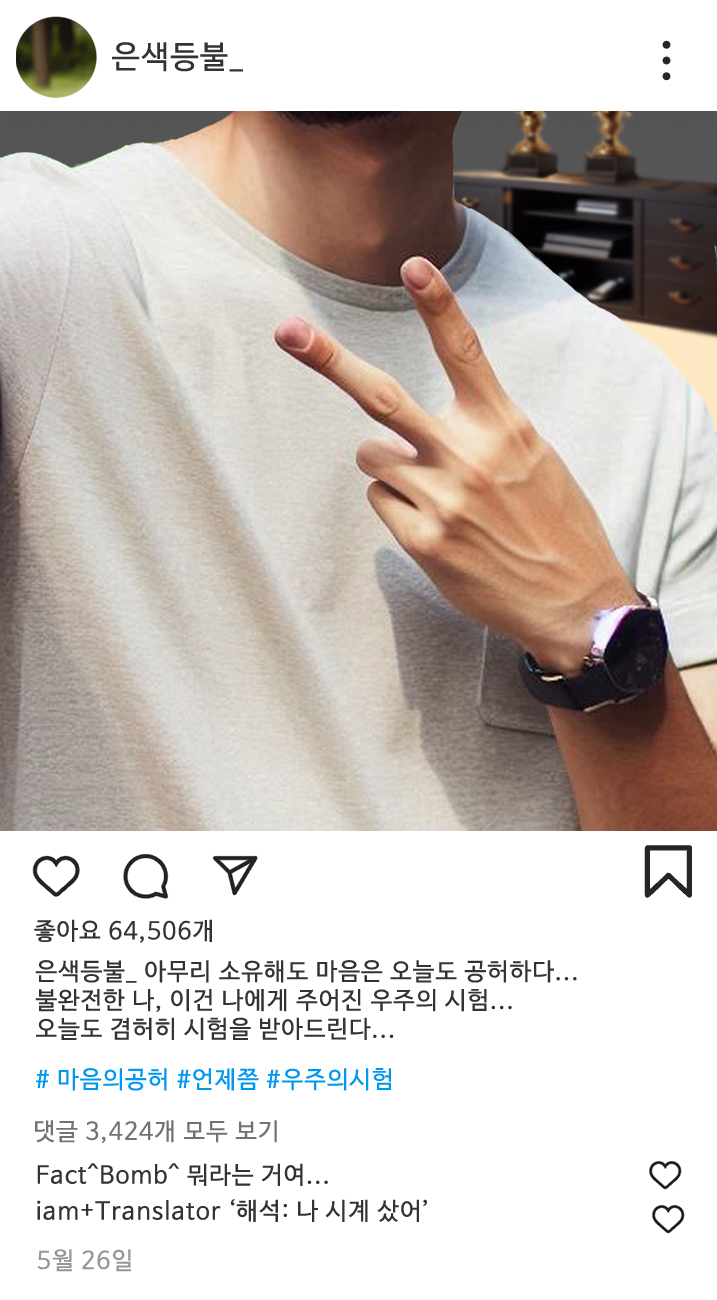 은색등불_
좋아요 64,506개
은색등불_ 아무리 소유해도 마음은 오늘도 공허하다...
불완전한 나, 이건 나에게 주어진 우주의 시험...
오늘도 겸허히 시험을 받아드린다...
# 마음의공허 #언제쯤 #우주의시험
댓글 3,424개 모두 보기
Fact^Bomb^ 뭐라는 거여...
iam+Translator ‘해석: 나 시계 샀어’
5월 26일